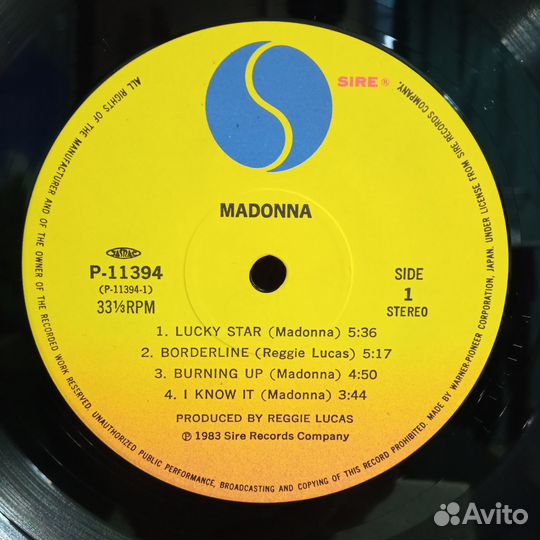 SIRE ®
MADONNA
JASRAC
P-11394
(P-11394-1)
33⅓RPM
SIDE
1
STEREO
1. LUCKY STAR (Madonna) 5:36
2. BORDERLINE (Reggie Lucas) 5:17
3. BURNING UP (Madonna) 4:50
4. I KNOW IT (Madonna) 3:44
PRODUCED BY REGGIE LUCAS
℗ 1983 Sire Records Company
ALL RIGHTS OF THE MANUFACTURER AND OF THE OWNER OF THE RECORDED WORK RESERVED. UNAUTHORIZED PUBLIC PERFORMANCE, BROADCASTING AND COPYING OF THIS RECORD PROHIBITED. MADE BY WARNER-PIONEER CORPORATION, JAPAN. UNDER LICENSE FROM SIRE RECORDS COMPANY.
Avito